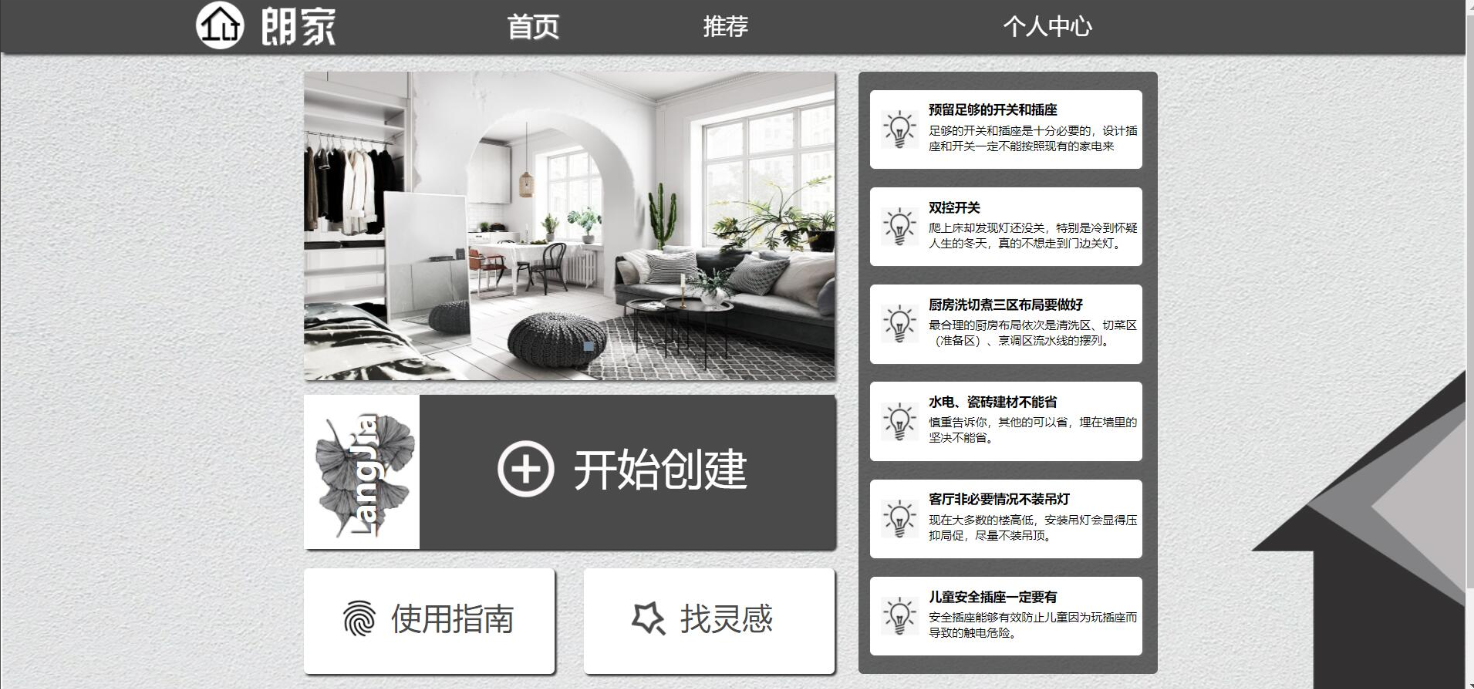 朗家
首页
推荐
个人中心
LangJia
开始创建
使用指南
找灵感
预留足够的开关和插座
足够的开关和插座是十分必要的，设计插
座和开关一定不能按照现有的家电来
双控开关
爬上床却发现灯还没关，特别是冷到怀疑
人生的冬天，真的不想走到门边关灯。
厨房洗切煮三区布局要做好
最合理的厨房布局依次是清洗区、切菜区
（准备区）、烹调区流水线的摆列。
水电、瓷砖建材不能省
慎重告诉你，其他的可以省，埋在墙里的
坚决不能省。
客厅非必要情况不装吊灯
现在大多数的楼高低，安装吊灯会显得压
抑局促，尽量不装吊顶。
儿童安全插座一定要有
安全插座能够有效防止儿童因为玩插座而
导致的触电危险。